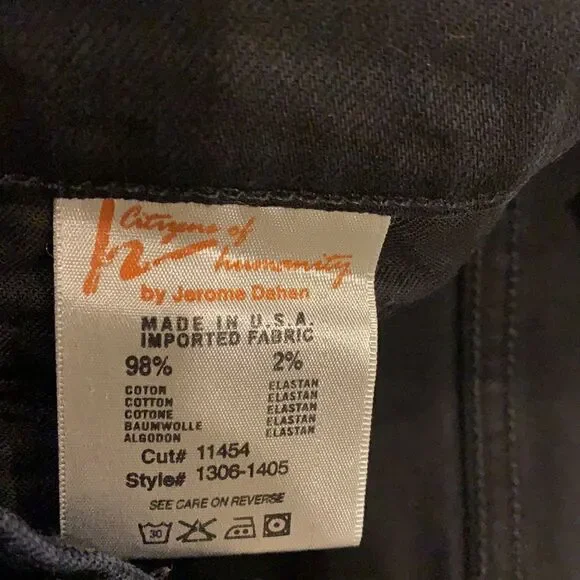 Citizens of
humanity
by Jerome Dahan
MADE IN U.S.A.
IMPORTED FABRIC
98% 2%
COTON ELASTAN
COTTON ELASTAN
COTONE ELASTAN
BAUMWOLLE ELASTAN
ALGODON ELASTAN
Cut# 11454
Style# 1306-1405
SEE CARE ON REVERSE
30